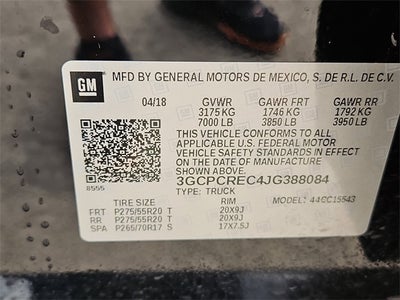 GM MFD BY GENERAL MOTORS DE MEXICO, S. DE R.L. DE C.V.
04/18 GVWR GAWR FRT GAWR RR
3175 KG 1746 KG 1792 KG
7000 LB 3850 LB 3950 LB
THIS VEHICLE CONFORMS TO ALL
APPLICABLE U.S. FEDERAL MOTOR
VEHICLE SAFETY STANDARDS IN EFFECT
ON THE DATE OF MANUFACTURE SHOWN ABOVE.
8555 3GCPCREC4JG388084
TYPE: TRUCK
TIRE SIZE RIM MODEL: 44GC15543
FRT P275/55R20 T 20X9J
RR P275/55R20 T 20X9J
SPA P265/70R17 S 17X7.5J